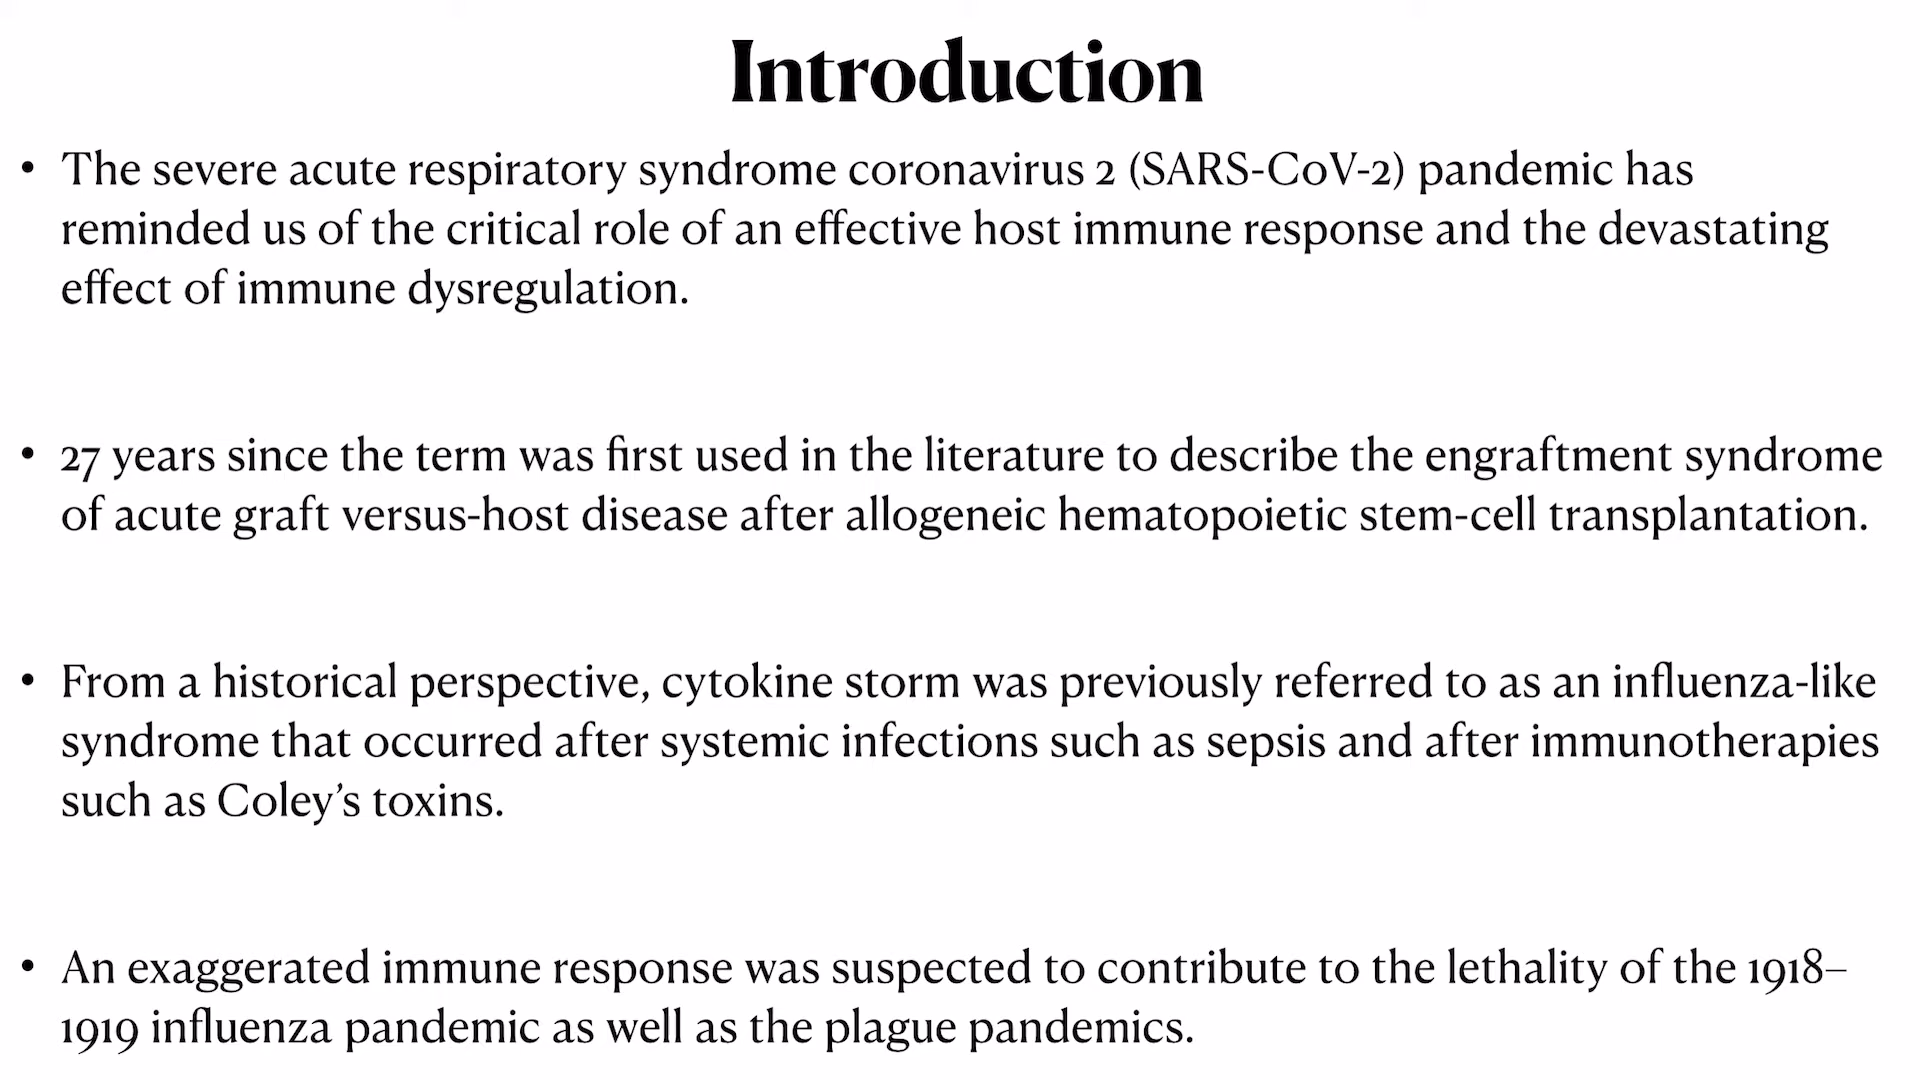 Introduction
• The severe acute respiratory syndrome coronavirus 2 (SARS-CoV-2) pandemic has
reminded us of the critical role of an effective host immune response and the devastating
effect of immune dysregulation.
• 27 years since the term was first used in the literature to describe the engraftment syndrome
of acute graft versus-host disease after allogeneic hematopoietic stem-cell transplantation.
• From a historical perspective, cytokine storm was previously referred to as an influenza-like
syndrome that occurred after systemic infections such as sepsis and after immunotherapies
such as Coley’s toxins.
• An exaggerated immune response was suspected to contribute to the lethality of the 1918–
1919 influenza pandemic as well as the plague pandemics.